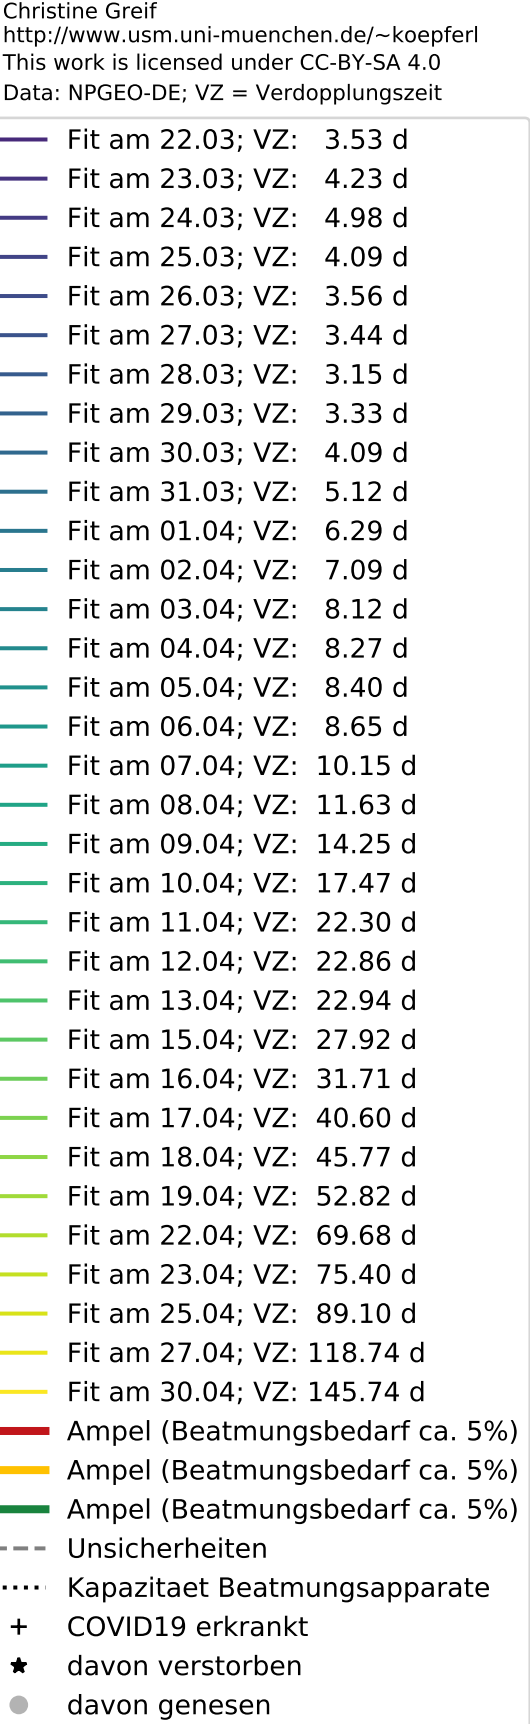 Christine Greif
http://www.usm.uni-muenchen.de/~koepferl
This work is licensed under CC-BY-SA 4.0
Data: NPGEO-DE; VZ = Verdopplungszeit
Fit am 22.03; VZ: 3.53 d
Fit am 23.03; VZ: 4.23 d
Fit am 24.03; VZ: 4.98 d
Fit am 25.03; VZ: 4.09 d
Fit am 26.03; VZ: 3.56 d
Fit am 27.03; VZ: 3.44 d
Fit am 28.03; VZ: 3.15 d
Fit am 29.03; VZ: 3.33 d
Fit am 30.03; VZ: 4.09 d
Fit am 31.03; VZ: 5.12 d
Fit am 01.04; VZ: 6.29 d
Fit am 02.04; VZ: 7.09 d
Fit am 03.04; VZ: 8.12 d
Fit am 04.04; VZ: 8.27 d
Fit am 05.04; VZ: 8.40 d
Fit am 06.04; VZ: 8.65 d
Fit am 07.04; VZ: 10.15 d
Fit am 08.04; VZ: 11.63 d
Fit am 09.04; VZ: 14.25 d
Fit am 10.04; VZ: 17.47 d
Fit am 11.04; VZ: 22.30 d
Fit am 12.04; VZ: 22.86 d
Fit am 13.04; VZ: 22.94 d
Fit am 15.04; VZ: 27.92 d
Fit am 16.04; VZ: 31.71 d
Fit am 17.04; VZ: 40.60 d
Fit am 18.04; VZ: 45.77 d
Fit am 19.04; VZ: 52.82 d
Fit am 22.04; VZ: 69.68 d
Fit am 23.04; VZ: 75.40 d
Fit am 25.04; VZ: 89.10 d
Fit am 27.04; VZ: 118.74 d
Fit am 30.04; VZ: 145.74 d
Ampel (Beatmungsbedarf ca. 5%)
Ampel (Beatmungsbedarf ca. 5%)
Ampel (Beatmungsbedarf ca. 5%)
Unsicherheiten
Kapazitaet Beatmungsapparate
COVID19 erkrankt
davon verstorben
davon genesen